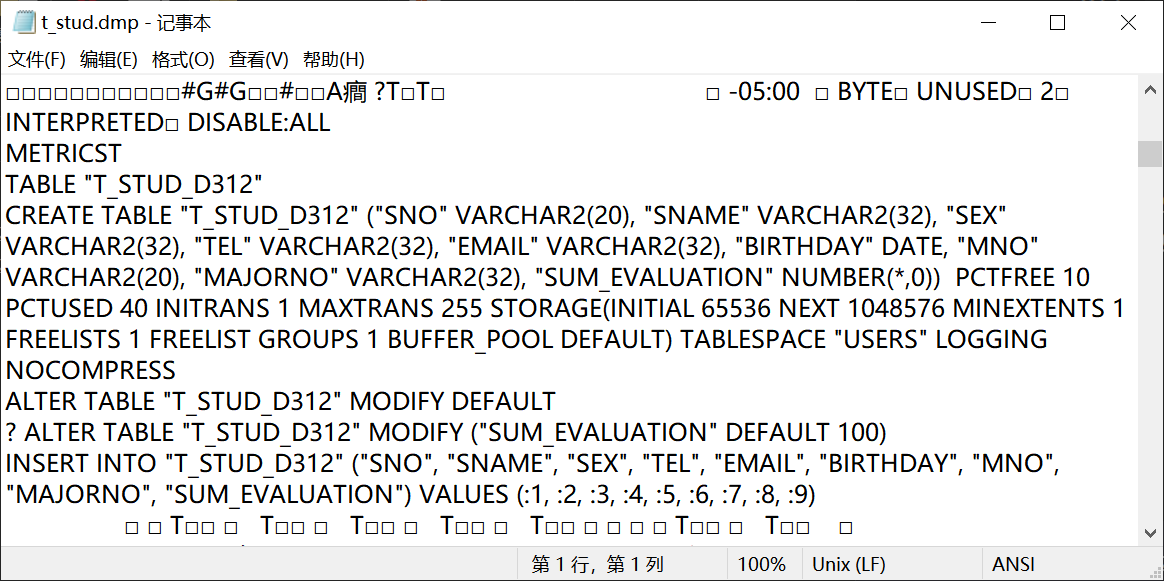 t_stud.dmp - 记事本
文件(F) 编辑(E) 格式(O) 查看(V) 帮助(H)
□□□□□□□□□□□#G#G□□#□□A癇 ?T□T□ □ -05:00 □ BYTE□ UNUSED□ 2□
INTERPRETED□ DISABLE:ALL
METRICST
TABLE "T_STUD_D312"
CREATE TABLE "T_STUD_D312" ("SNO" VARCHAR2(20), "SNAME" VARCHAR2(32), "SEX"
VARCHAR2(32), "TEL" VARCHAR2(32), "EMAIL" VARCHAR2(32), "BIRTHDAY" DATE, "MNO"
VARCHAR2(20), "MAJORNO" VARCHAR2(32), "SUM_EVALUATION" NUMBER(*,0))  PCTFREE 10
PCTUSED 40 INITRANS 1 MAXTRANS 255 STORAGE(INITIAL 65536 NEXT 1048576 MINEXTENTS 1
FREELISTS 1 FREELIST GROUPS 1 BUFFER_POOL DEFAULT) TABLESPACE "USERS" LOGGING
NOCOMPRESS
ALTER TABLE "T_STUD_D312" MODIFY DEFAULT
? ALTER TABLE "T_STUD_D312" MODIFY ("SUM_EVALUATION" DEFAULT 100)
INSERT INTO "T_STUD_D312" ("SNO", "SNAME", "SEX", "TEL", "EMAIL", "BIRTHDAY", "MNO",
"MAJORNO", "SUM_EVALUATION") VALUES (:1, :2, :3, :4, :5, :6, :7, :8, :9)
□ □ T□□ □ T□□ □ T□□ □ T□□ □ T□□ □ □ □ □ T□□ □ T□□ □
第 1 行，第 1 列 100% Unix (LF) ANSI